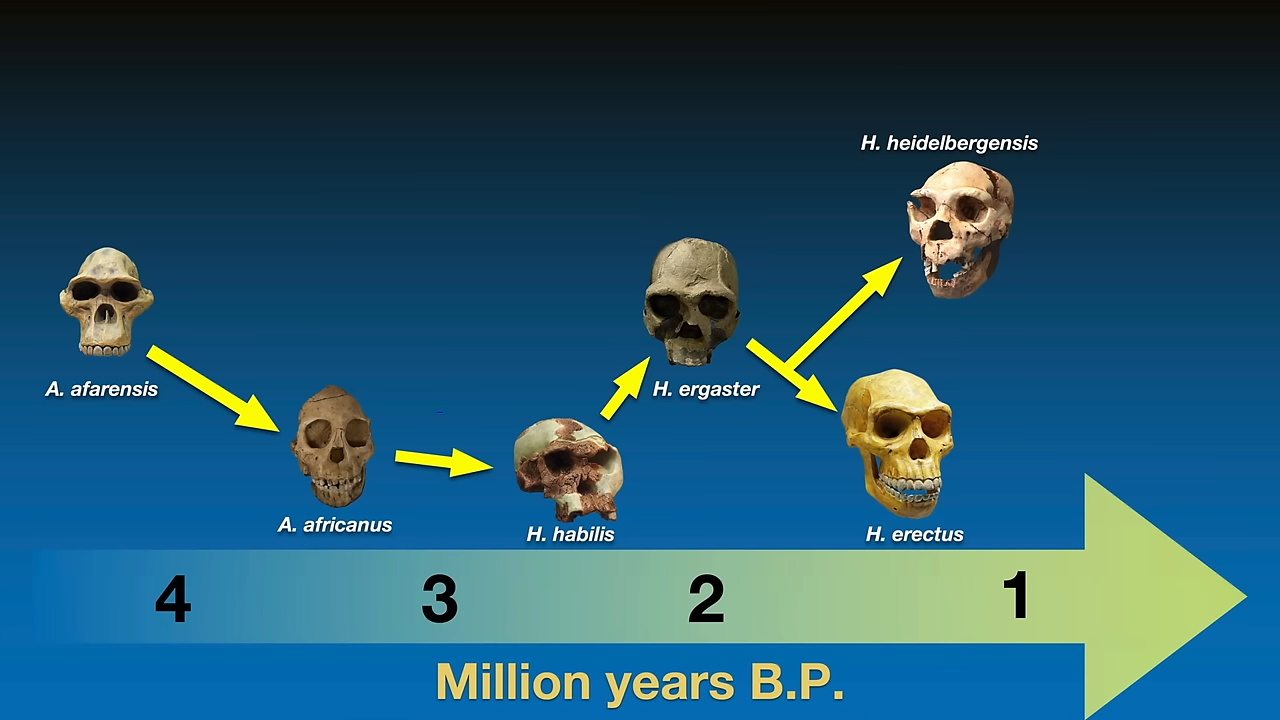 H. heidelbergensis
A. afarensis
H. ergaster
A. africanus
H. habilis
H. erectus
4 3 2 1
Million years B.P.